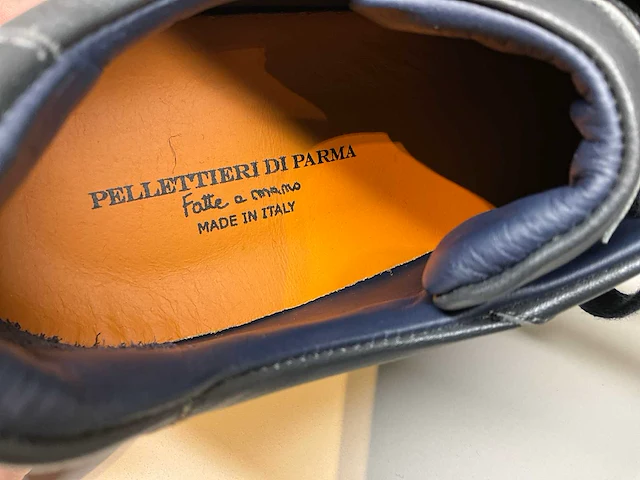 PELLETTIERI DI PARMA
Fatte a mano
MADE IN ITALY